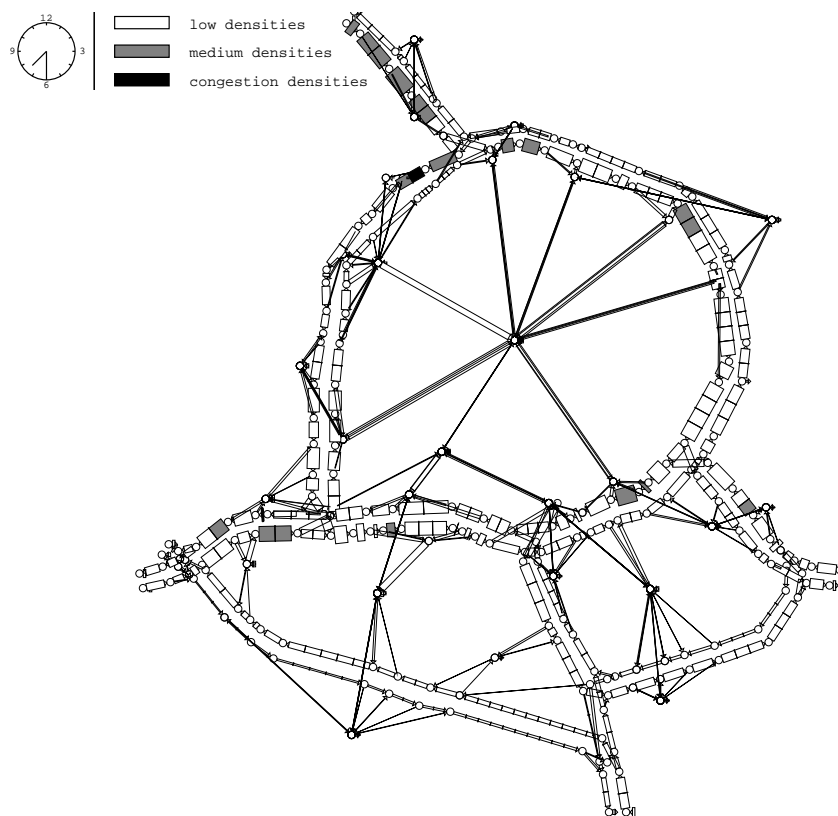 12
9 3
6
low densities
medium densities
congestion densities